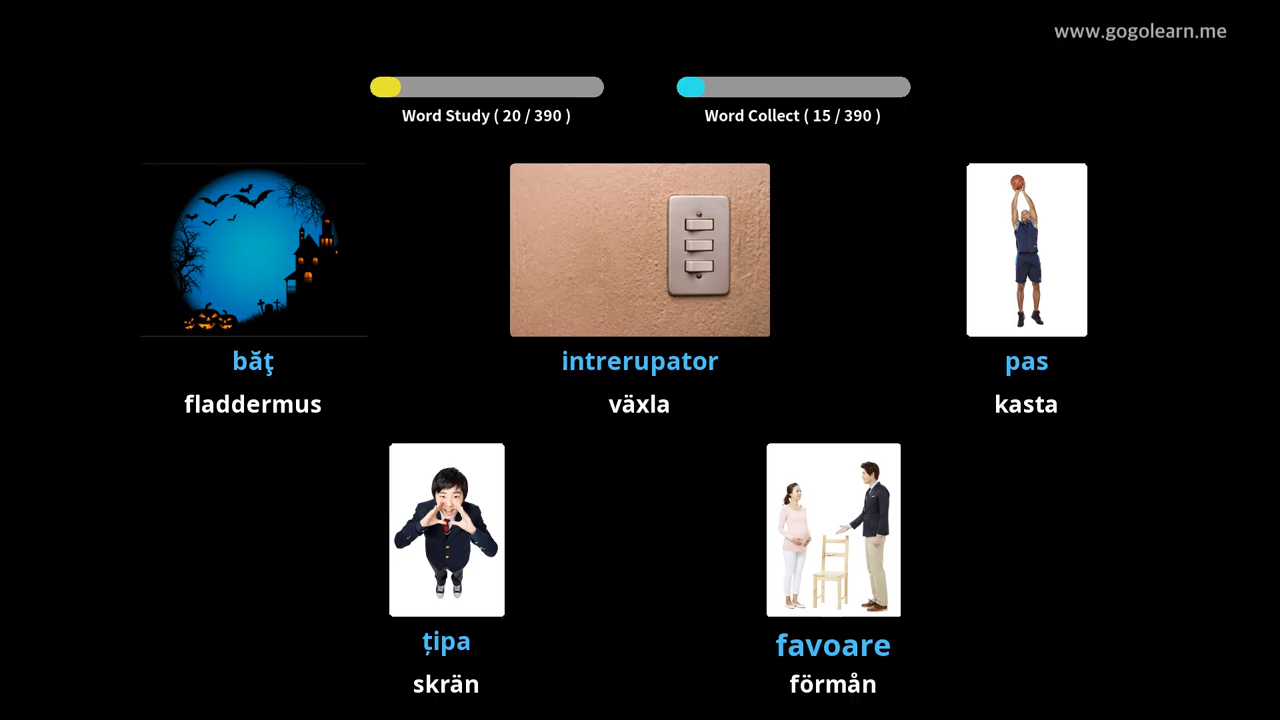 www.gogolearn.me
Word Study ( 20 / 390 )
Word Collect ( 15 / 390 )
băţ
intrerupator
pas
fladdermus
växla
kasta
țipa
favoare
skrän
förmån